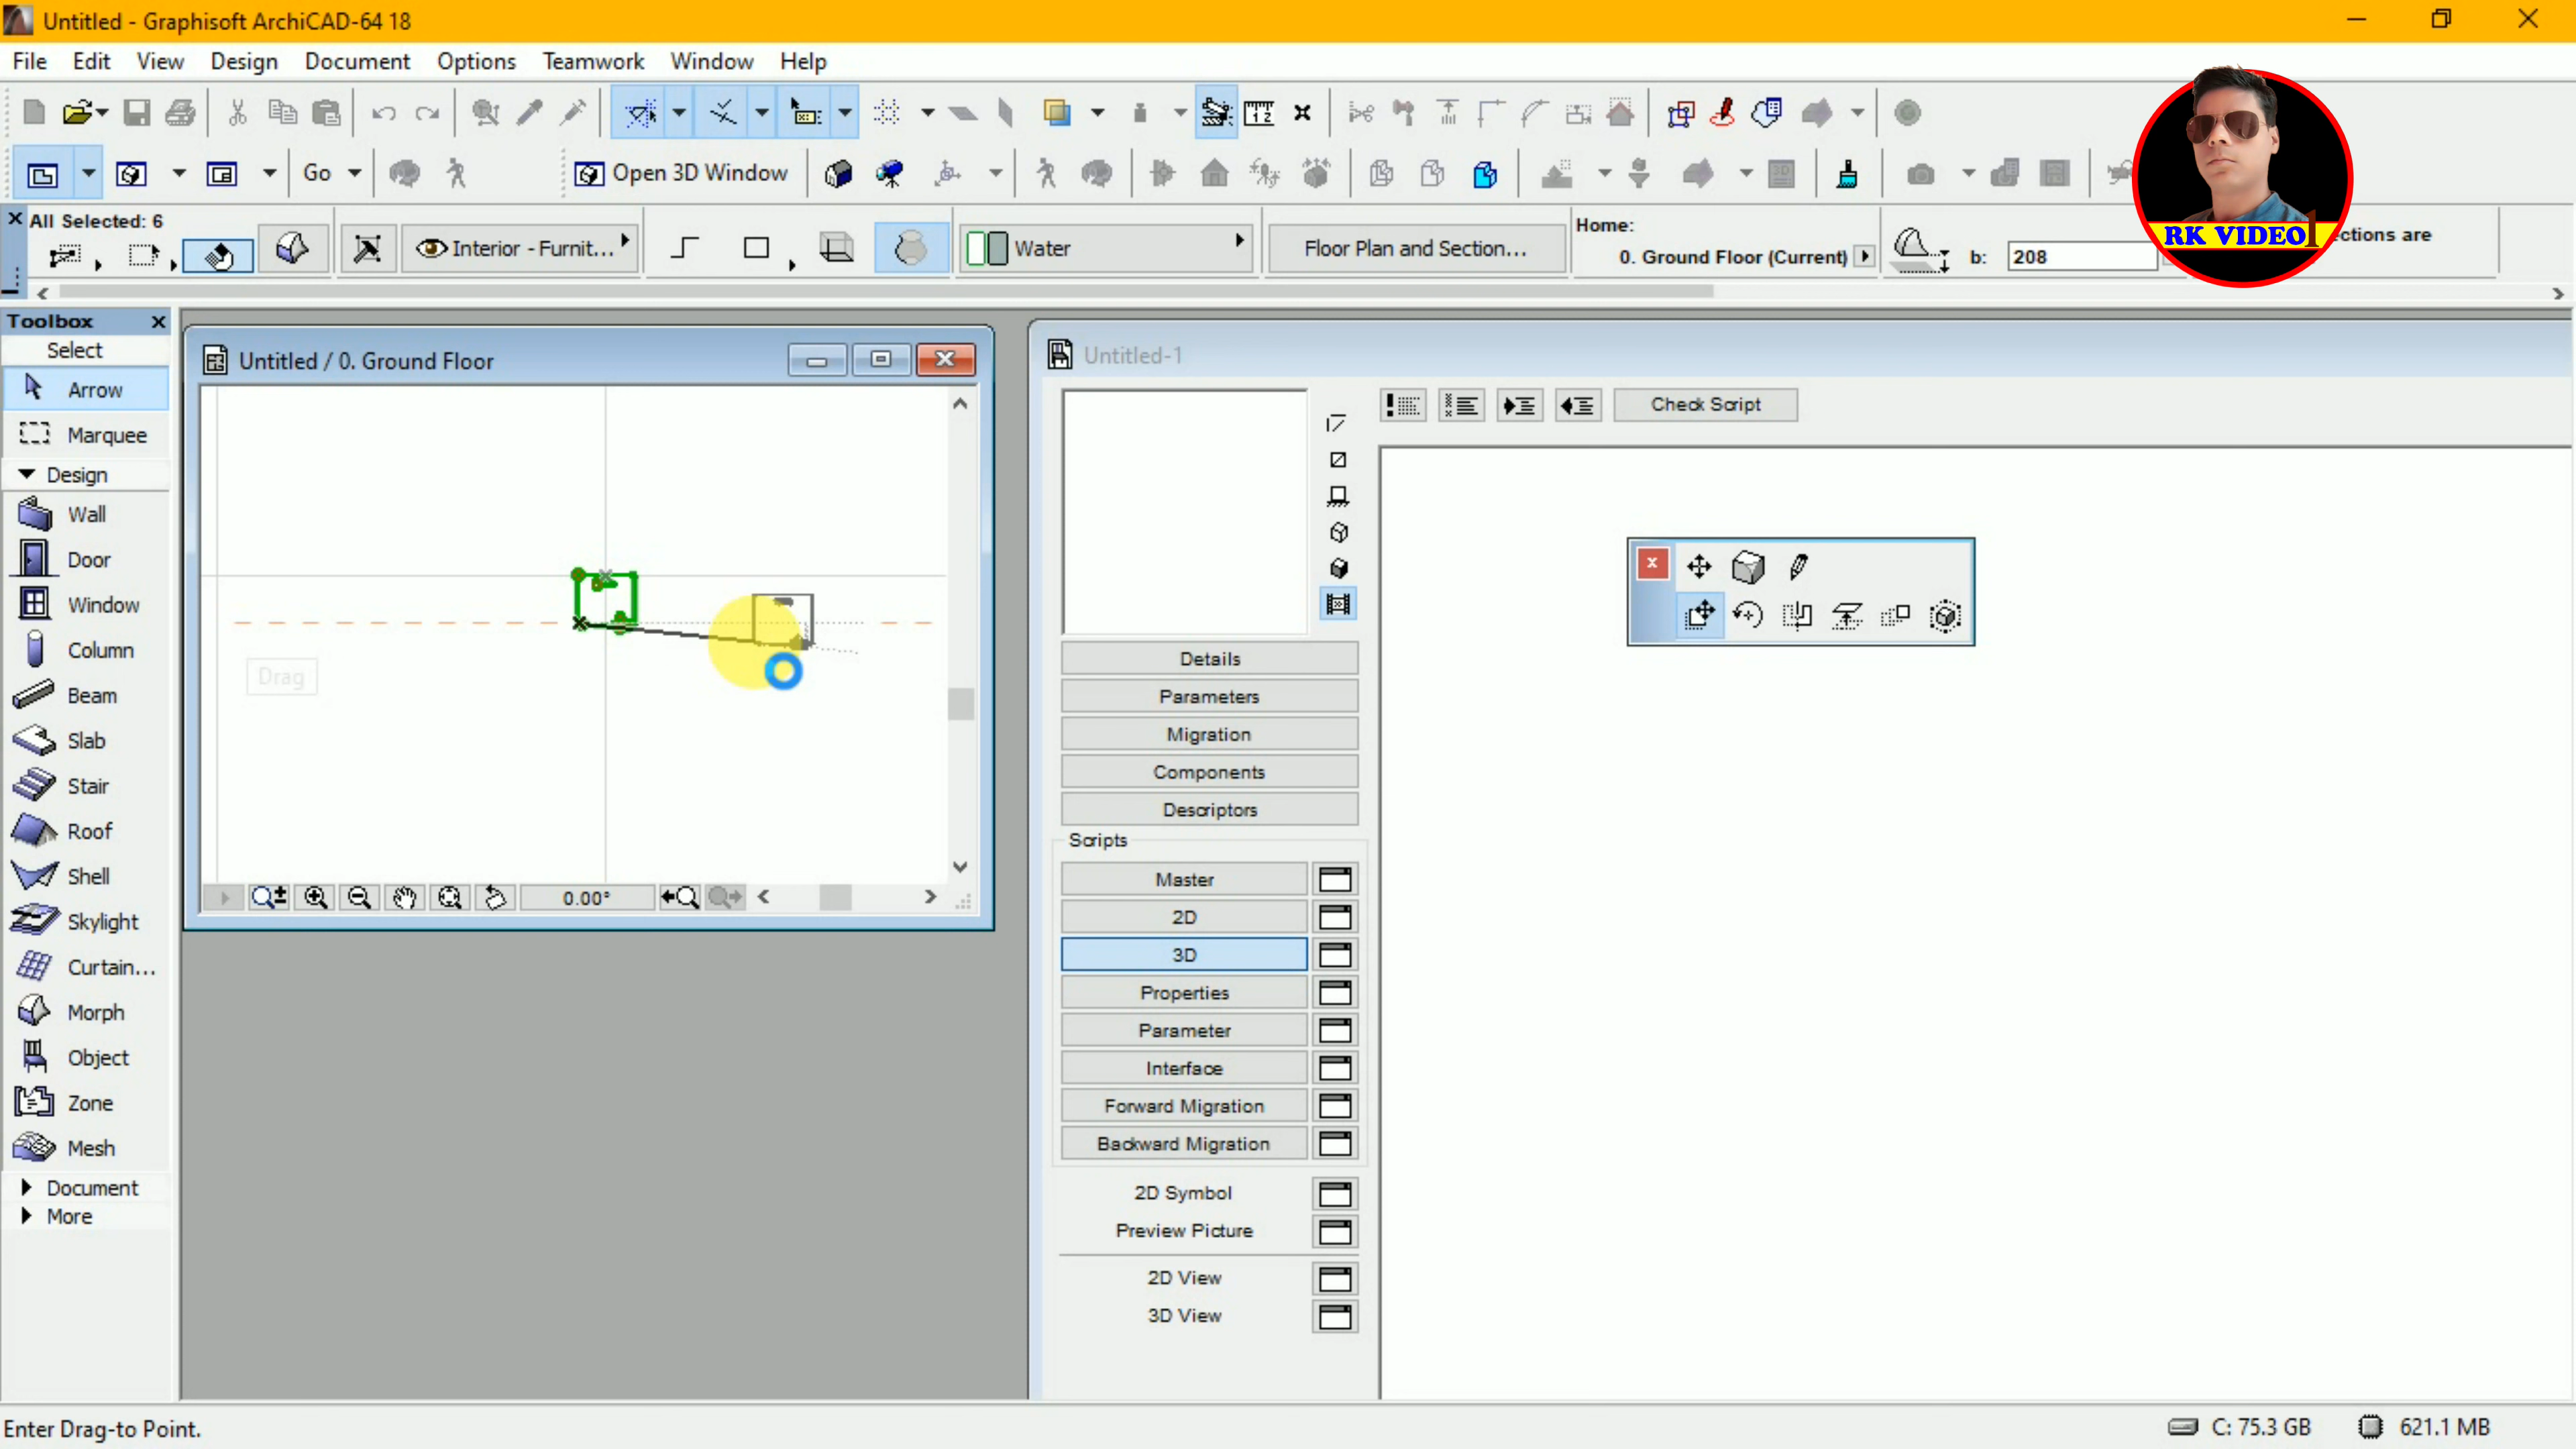 Untitled - Graphisoft ArchiCAD-64 18
File Edit View Design Document Options Teamwork Window Help
Go Open 3D Window
All Selected: 6
Interior - Furnit...
Water
Floor Plan and Section...
Home:
0. Ground Floor (Current)
b: 208
ctions are
RK VIDEO1
Toolbox
Select
Arrow
Marquee
Design
Wall
Door
Window
Column
Beam
Slab
Stair
Roof
Shell
Skylight
Curtain...
Morph
Object
Zone
Mesh
Document
More
Untitled / 0. Ground Floor
Drag
0.00°
Untitled-1
Check Script
Details
Parameters
Migration
Components
Descriptors
Scripts
Master
2D
3D
Properties
Parameter
Interface
Forward Migration
Backward Migration
2D Symbol
Preview Picture
2D View
3D View
Enter Drag-to Point.
C: 75.3 GB 621.1 MB